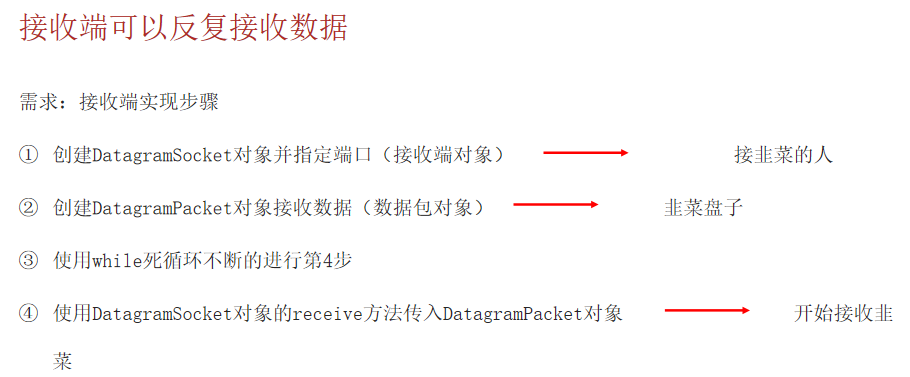 接收端可以反复接收数据
需求：接收端实现步骤
① 创建DatagramSocket对象并指定端口（接收端对象） 接韭菜的人
② 创建DatagramPacket对象接收数据（数据包对象） 韭菜盘子
③ 使用while死循环不断的进行第4步
④ 使用DatagramSocket对象的receive方法传入DatagramPacket对象 开始接收韭
菜